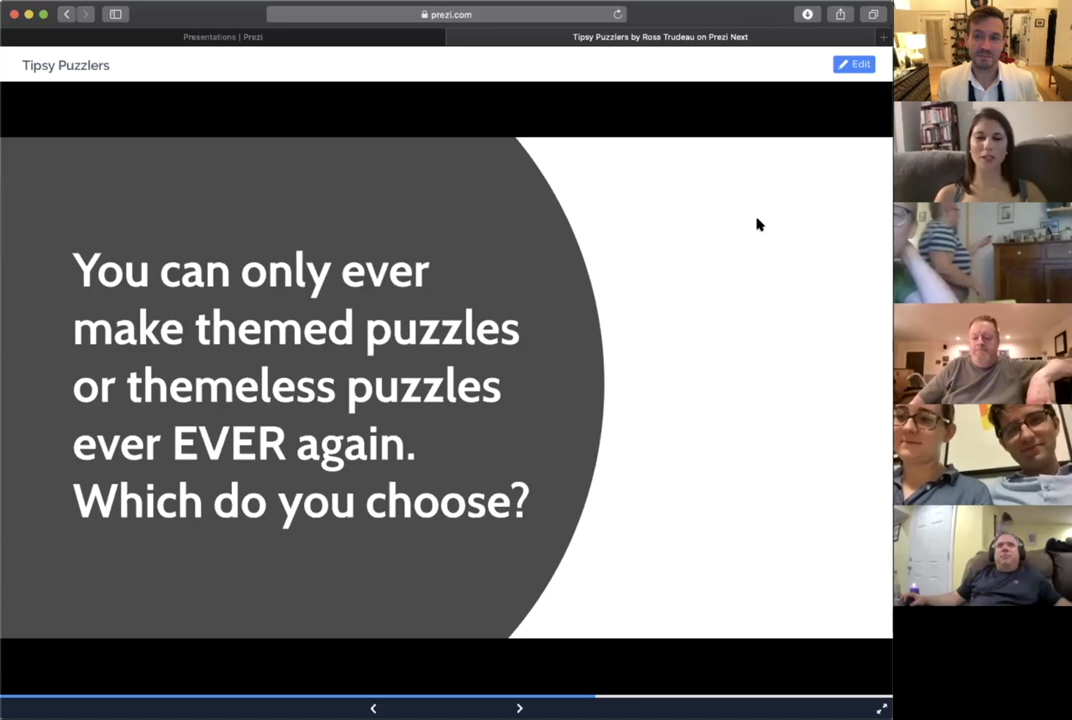 prezi.com
Presentations | Prezi
Tipsy Puzzlers by Ross Trudeau on Prezi Next
Tipsy Puzzlers
Edit
You can only ever
make themed puzzles
or themeless puzzles
ever EVER again.
Which do you choose?